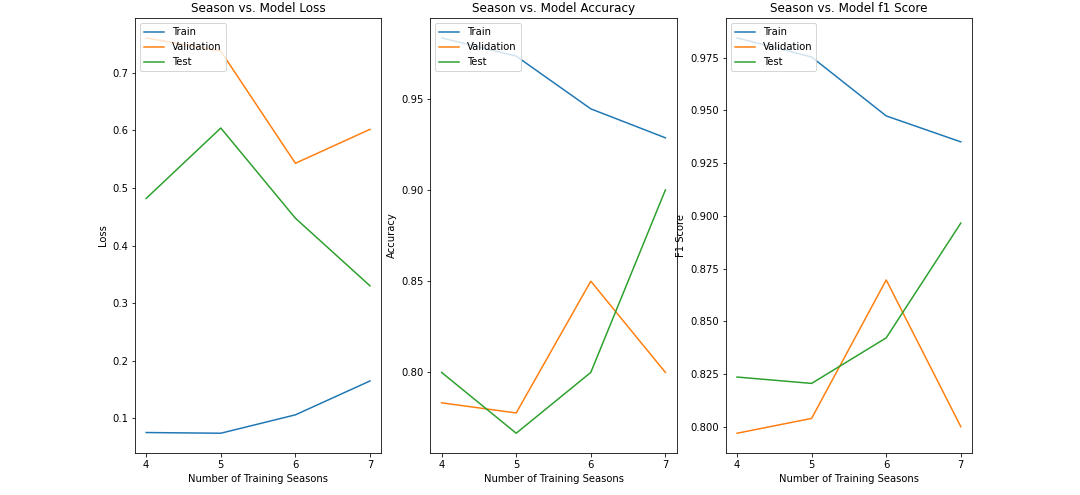 Season vs. Model Loss
Train
Validation
Test
0.7
0.6
0.5
0.4
0.3
0.2
0.1
Loss
4 5 6 7
Number of Training Seasons
Season vs. Model Accuracy
Train
Validation
Test
0.95
0.90
0.85
0.80
Accuracy
4 5 6 7
Number of Training Seasons
Season vs. Model f1 Score
Train
Validation
Test
0.975
0.950
0.925
0.900
0.875
0.850
0.825
0.800
F1 Score
4 5 6 7
Number of Training Seasons